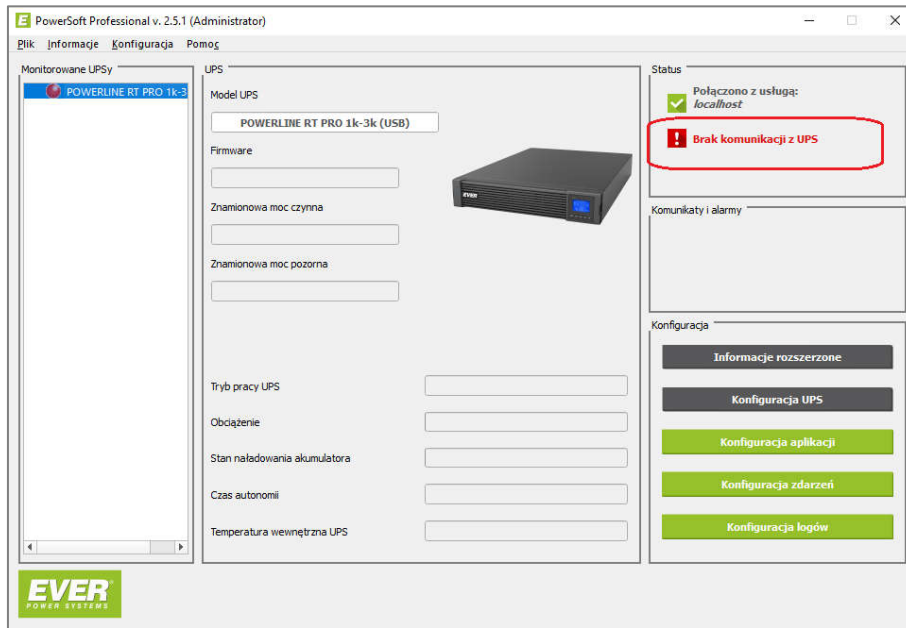 PowerSoft Professional v. 2.5.1 (Administrator)
Plik Informacje Konfiguracja Pomoc
Monitorowane UPSy
POWERLINE RT PRO 1k-3
UPS
Model UPS
POWERLINE RT PRO 1k-3k (USB)
Firmware
Znamionowa moc czynna
Znamionowa moc pozorna
EVER
Tryb pracy UPS
Obciążenie
Stan naładowania akumulatora
Czas autonomii
Temperatura wewnętrzna UPS
Status
Połączono z usługą:
localhost
Brak komunikacji z UPS
Komunikaty i alarmy
Konfiguracja
Informacje rozszerzone
Konfiguracja UPS
Konfiguracja aplikacji
Konfiguracja zdarzeń
Konfiguracja logów
EVER
POWER SYSTEMS